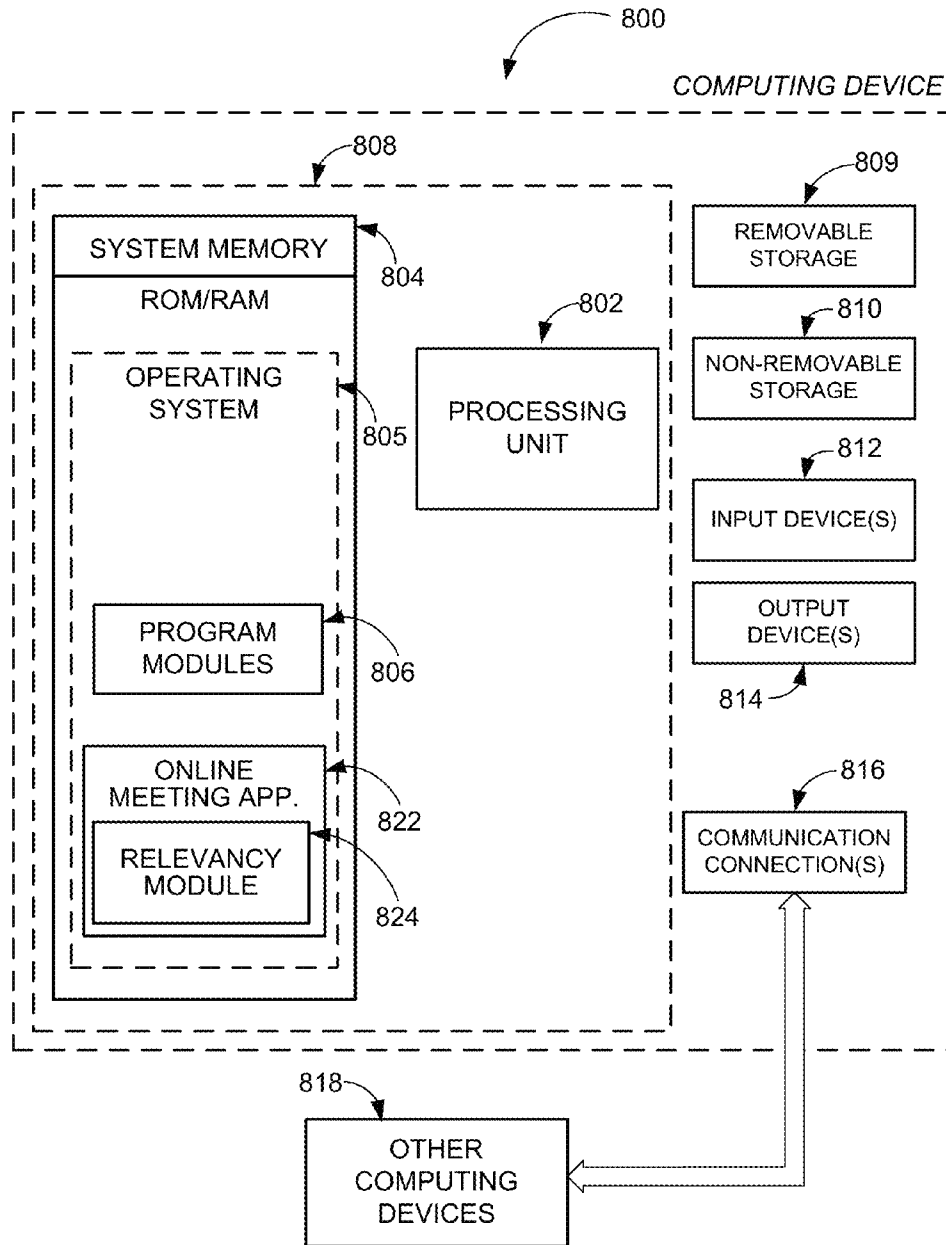 800
COMPUTING DEVICE
808
809
SYSTEM MEMORY
804
REMOVABLE
STORAGE
ROM/RAM
802
810
OPERATING
SYSTEM
805
PROCESSING
UNIT
NON-REMOVABLE
STORAGE
812
INPUT DEVICE(S)
OUTPUT
DEVICE(S)
814
PROGRAM
MODULES
806
ONLINE
MEETING APP.
822
816
COMMUNICATION
CONNECTION(S)
RELEVANCY
MODULE
824
818
OTHER
COMPUTING
DEVICES